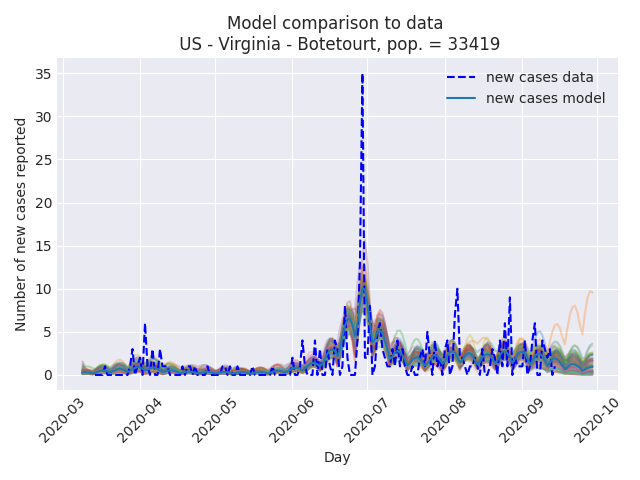 Model comparison to data
US - Virginia - Botetourt, pop. = 33419
new cases data
new cases model
Number of new cases reported
35
30
25
20
15
10
5
0
2020-03
2020-04
2020-05
2020-06
2020-07
2020-08
2020-09
2020-10
Day